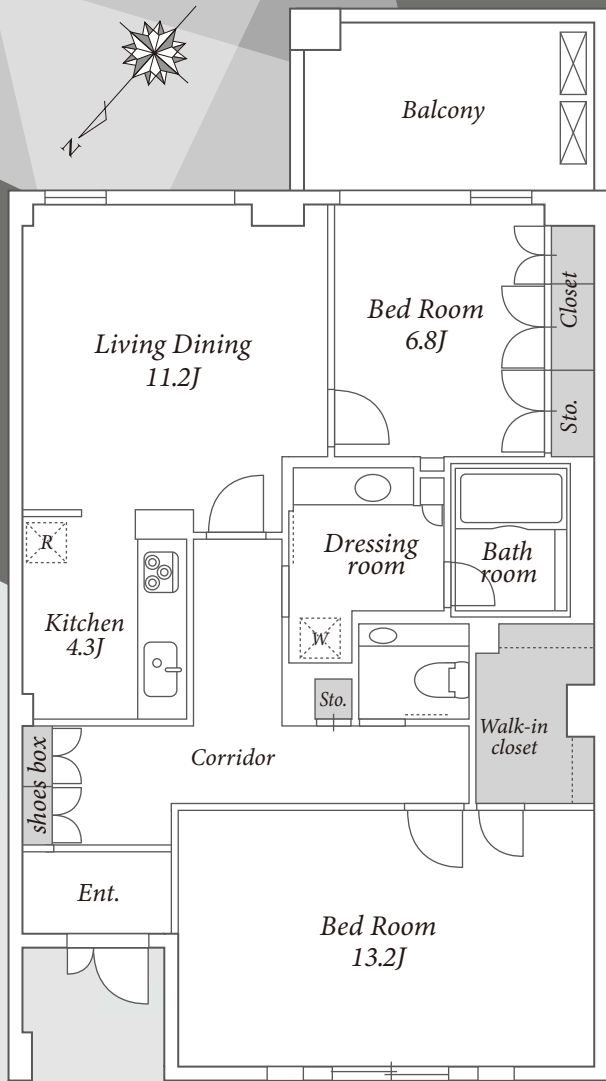 N
Balcony
Living Dining
11.2J
Bed Room
6.8J
Closet
Sto.
R
Kitchen
4.3J
Dressing
room
Bath
room
W
Sto.
Walk-in
closet
shoes box
Corridor
Ent.
Bed Room
13.2J